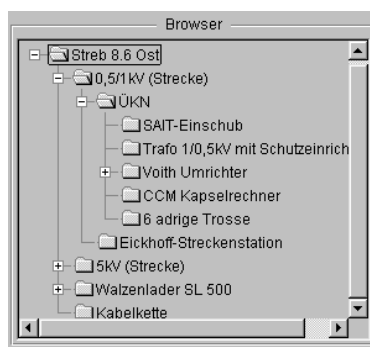 Browser
Streb 8.6 Ost
0,5/1kV (Strecke)
ÜKN
SAIT-Einschub
Trafo 1/0,5kV mit Schutzeinrich
Voith Umrichter
CCM Kapselrechner
6 adrige Trosse
Eickhoff-Streckenstation
5kV (Strecke)
Walzenlader SL 500
Kabelkette